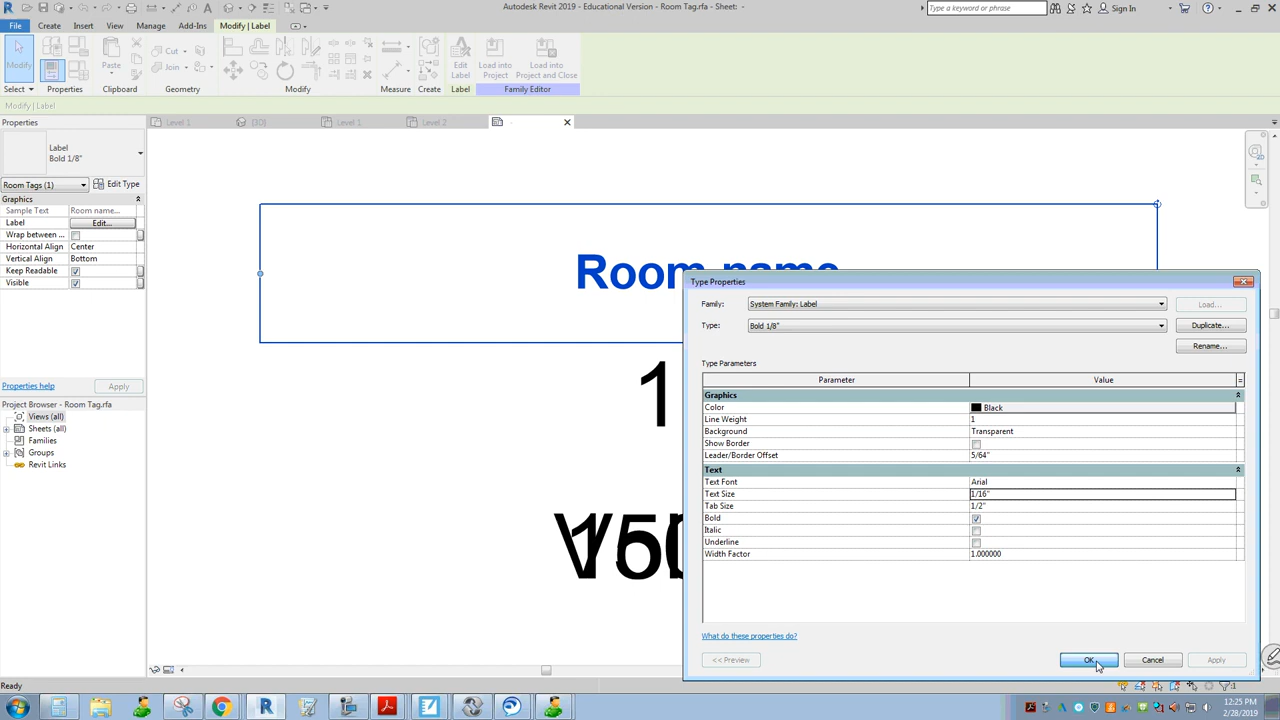 Autodesk Revit 2019 - Educational Version - Room Tag.rfa - Sheet: -
Type a keyword or phrase
Sign In
File Create Insert View Manage Add-Ins Modify | Label
Modify
Paste
Cut
Join
Edit Label
Load into Project
Load into Project and Close
Select Properties Clipboard Geometry Modify Measure Create Label Family Editor
Modify | Label
Properties
Level 1 {3D} Level 1 Level 2
Label
Bold 1/8"
Room Tags (1)
Edit Type
Graphics
Sample Text Room name...
Label Edit...
Wrap between ...
Horizontal Align Center
Vertical Align Bottom
Keep Readable
Visible
Properties help
Apply
Project Browser - Room Tag.rfa
Views (all)
Sheets (all)
Families
Groups
Revit Links
Room name
1
150
Type Properties
Family: System Family: Label Load...
Type: Bold 1/8" Duplicate...
Rename...
Type Parameters
Parameter Value =
Graphics
Color Black
Line Weight 1
Background Transparent
Show Border
Leader/Border Offset 5/64"
Text
Text Font Arial
Text Size 1/16"
Tab Size 1/2"
Bold
Italic
Underline
Width Factor 1.000000
What do these properties do?
<< Preview OK Cancel Apply
Ready
:1
12:25 PM
2/28/2019